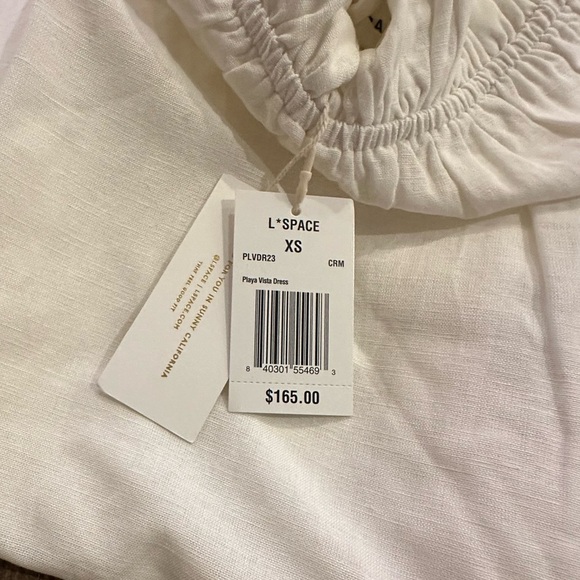 L*SPACE
XS
PLVDR23 CRM
Playa Vista Dress
8 40301 55469 3
$165.00
FOR YOU IN SUNNY CALIFORNIA
@LSPACE | LSPACE.COM